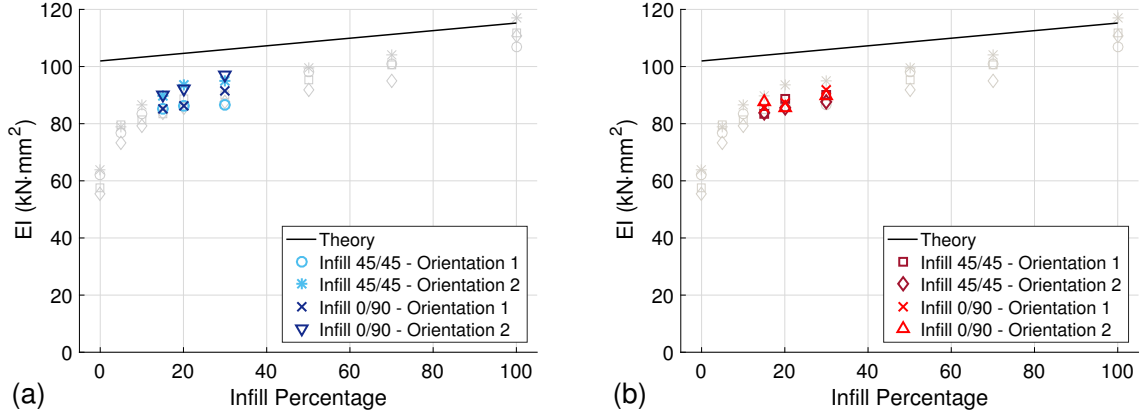 120
100
80
60
40
20
0
EI (kN·mm²)
0 20 40 60 80 100
Infill Percentage
Theory
Infill 45/45 - Orientation 1
Infill 45/45 - Orientation 2
Infill 0/90 - Orientation 1
Infill 0/90 - Orientation 2
(a)
120
100
80
60
40
20
0
EI (kN·mm²)
0 20 40 60 80 100
Infill Percentage
Theory
Infill 45/45 - Orientation 1
Infill 45/45 - Orientation 2
Infill 0/90 - Orientation 1
Infill 0/90 - Orientation 2
(b)